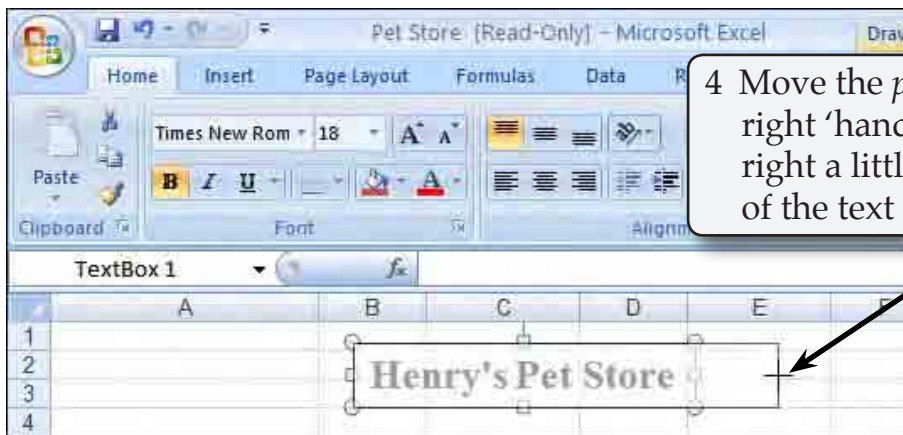 Pet Store [Read-Only] - Microsoft Excel
Home Insert Page Layout Formulas Data
4 Move the
right ‘hand
right a littl
of the text
Times New Rom 18 A A
Paste
B I U A
Clipboard Font
TextBox 1 fx
A B C D E
1
2
3
4
Henry's Pet Store